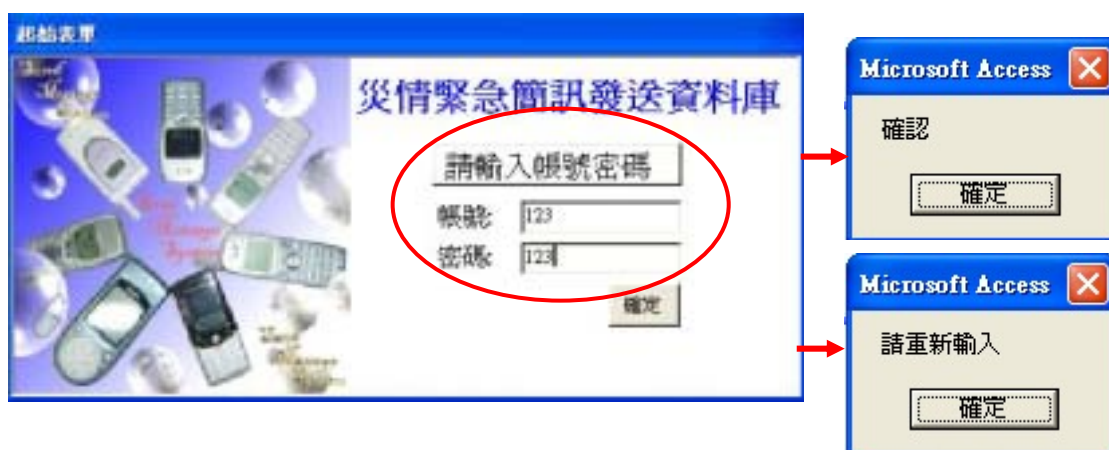 起始表單
災情緊急簡訊發送資料庫
請輸入帳號密碼
帳號: 123
密碼: 123
確定
Microsoft Access
確認
確定
Microsoft Access
請重新輸入
確定